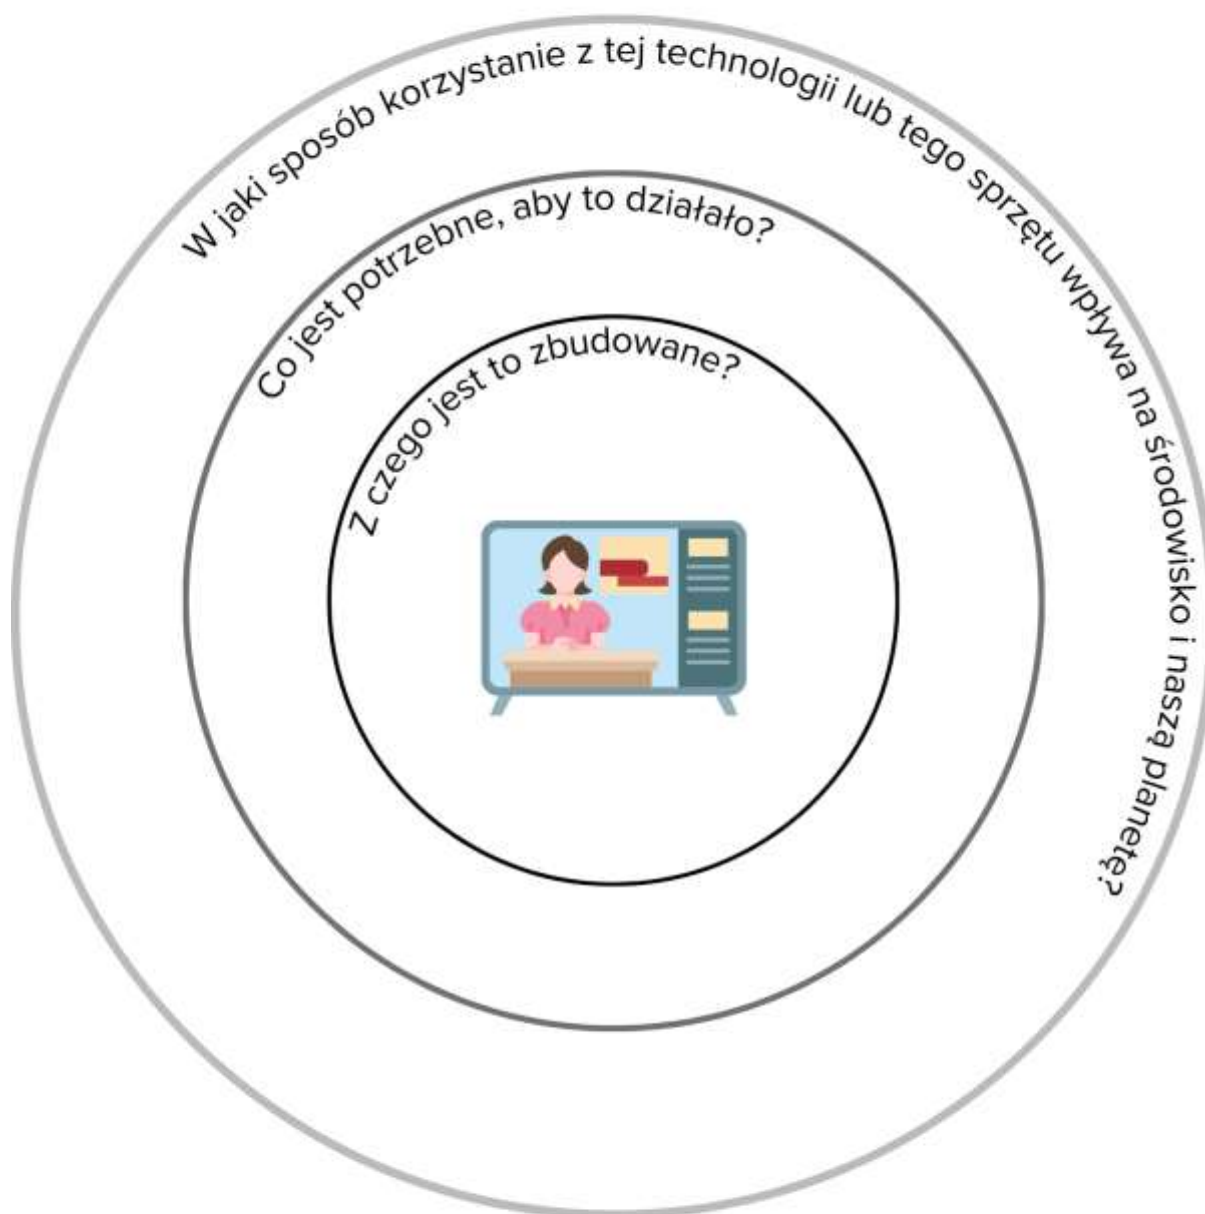 W jaki sposób korzystanie z tej technologii lub tego sprzętu wpływa na środowisko i naszą planetę?
Co jest potrzebne, aby to działało?
Z czego jest to zbudowane?